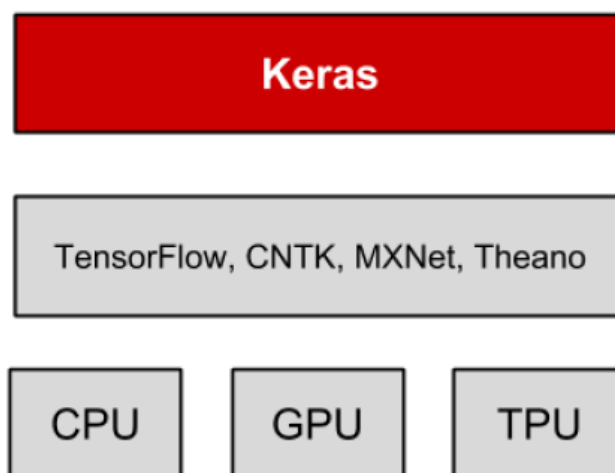 Keras
TensorFlow, CNTK, MXNet, Theano
CPU GPU TPU